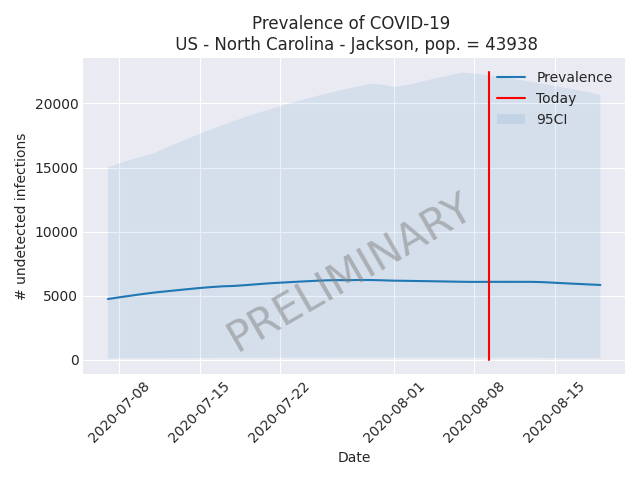 Prevalence of COVID-19
US - North Carolina - Jackson, pop. = 43938
# undetected infections
20000
15000
10000
5000
0
Prevalence
Today
95CI
PRELIMINARY
2020-07-08
2020-07-15
2020-07-22
2020-08-01
2020-08-08
2020-08-15
Date